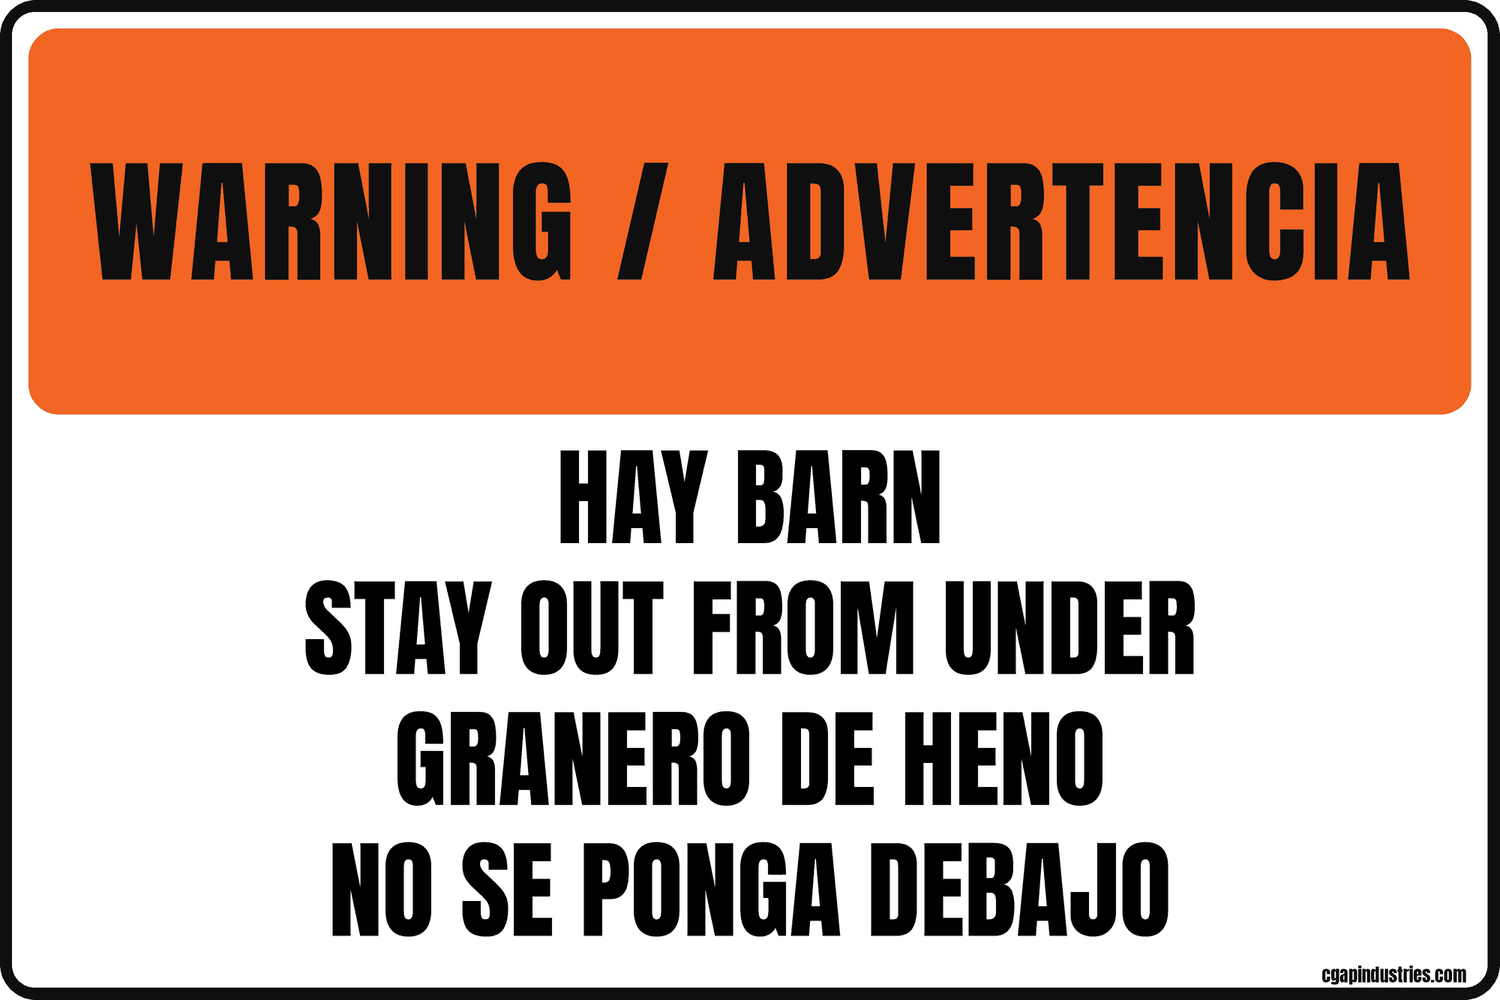 WARNING / ADVERTENCIA
HAY BARN
STAY OUT FROM UNDER
GRANERO DE HENO
NO SE PONGA DEBAJO
cgapindustries.com